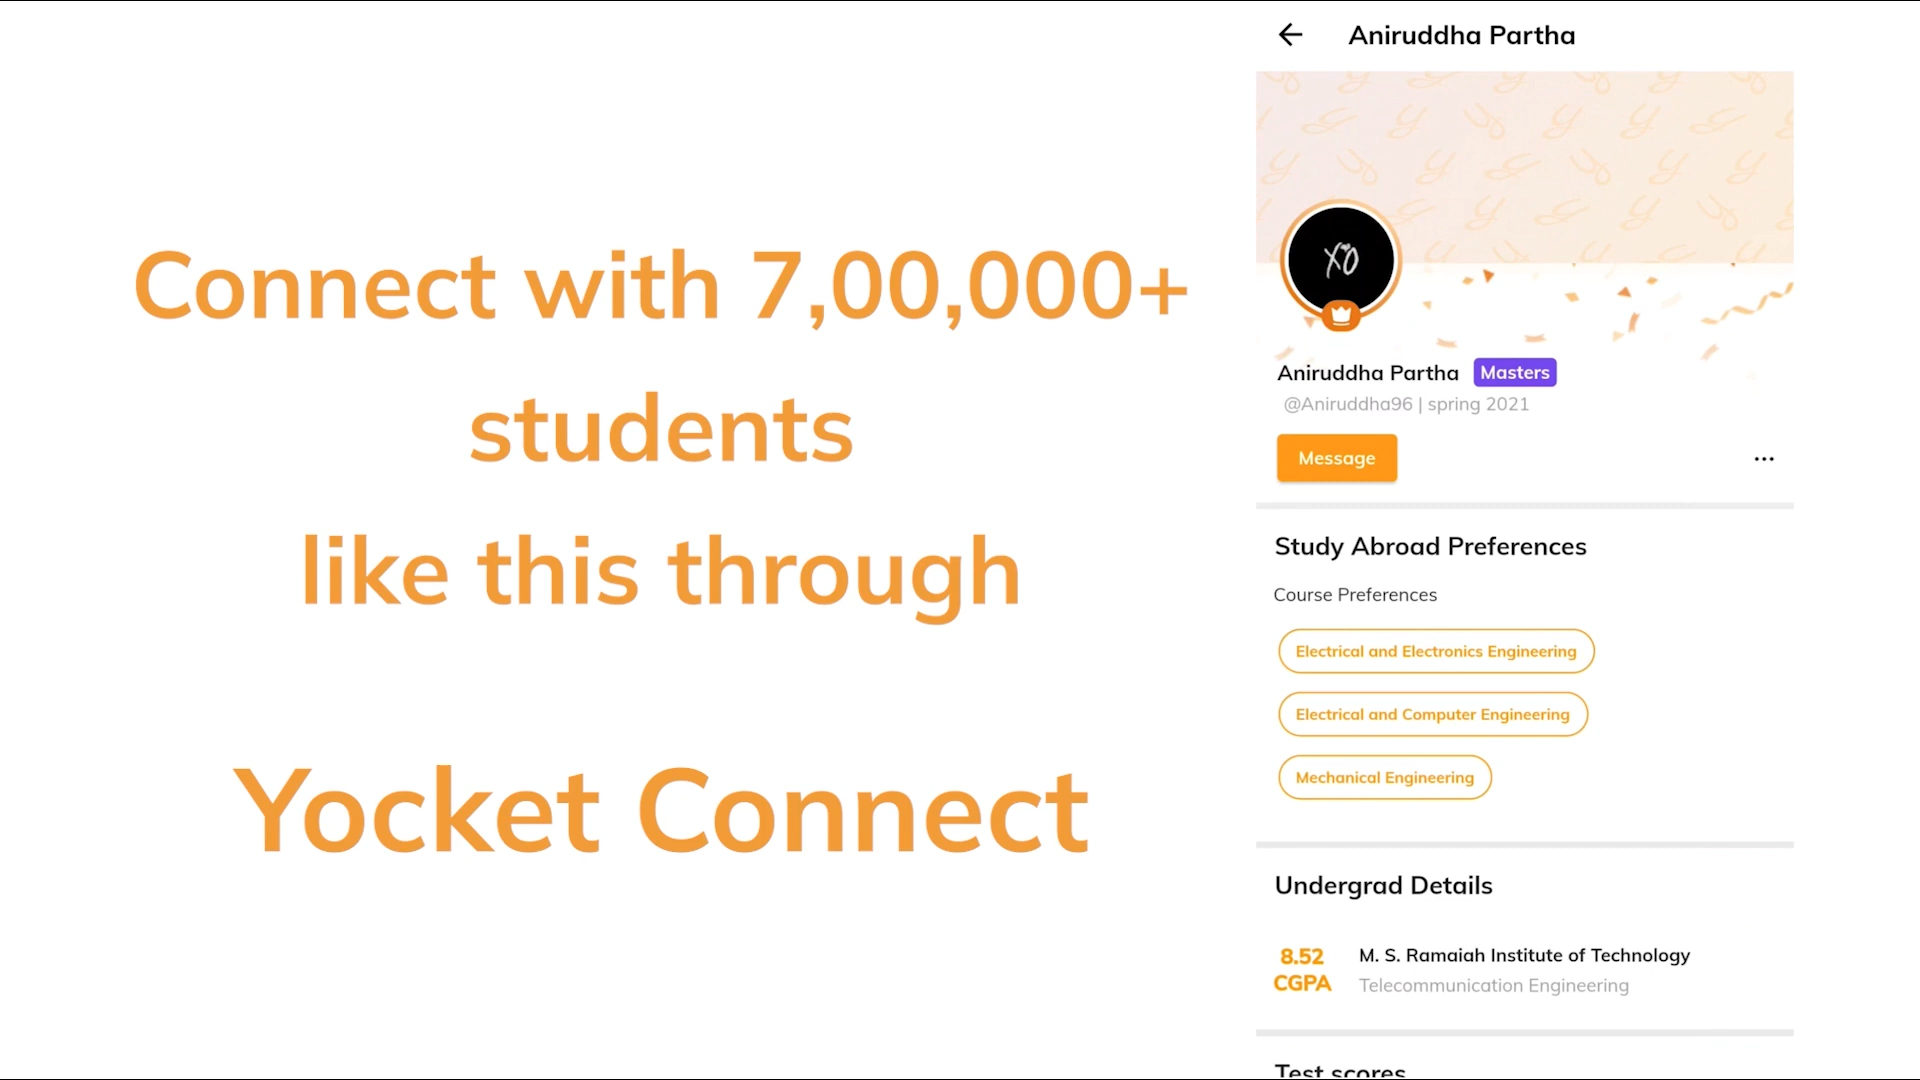 Connect with 7,00,000+
students
like this through
Yocket Connect
Aniruddha Partha
XO
Aniruddha Partha Masters
@Aniruddha96 | spring 2021
Message
Study Abroad Preferences
Course Preferences
Electrical and Electronics Engineering
Electrical and Computer Engineering
Mechanical Engineering
Undergrad Details
8.52
CGPA
M. S. Ramaiah Institute of Technology
Telecommunication Engineering
Test scores